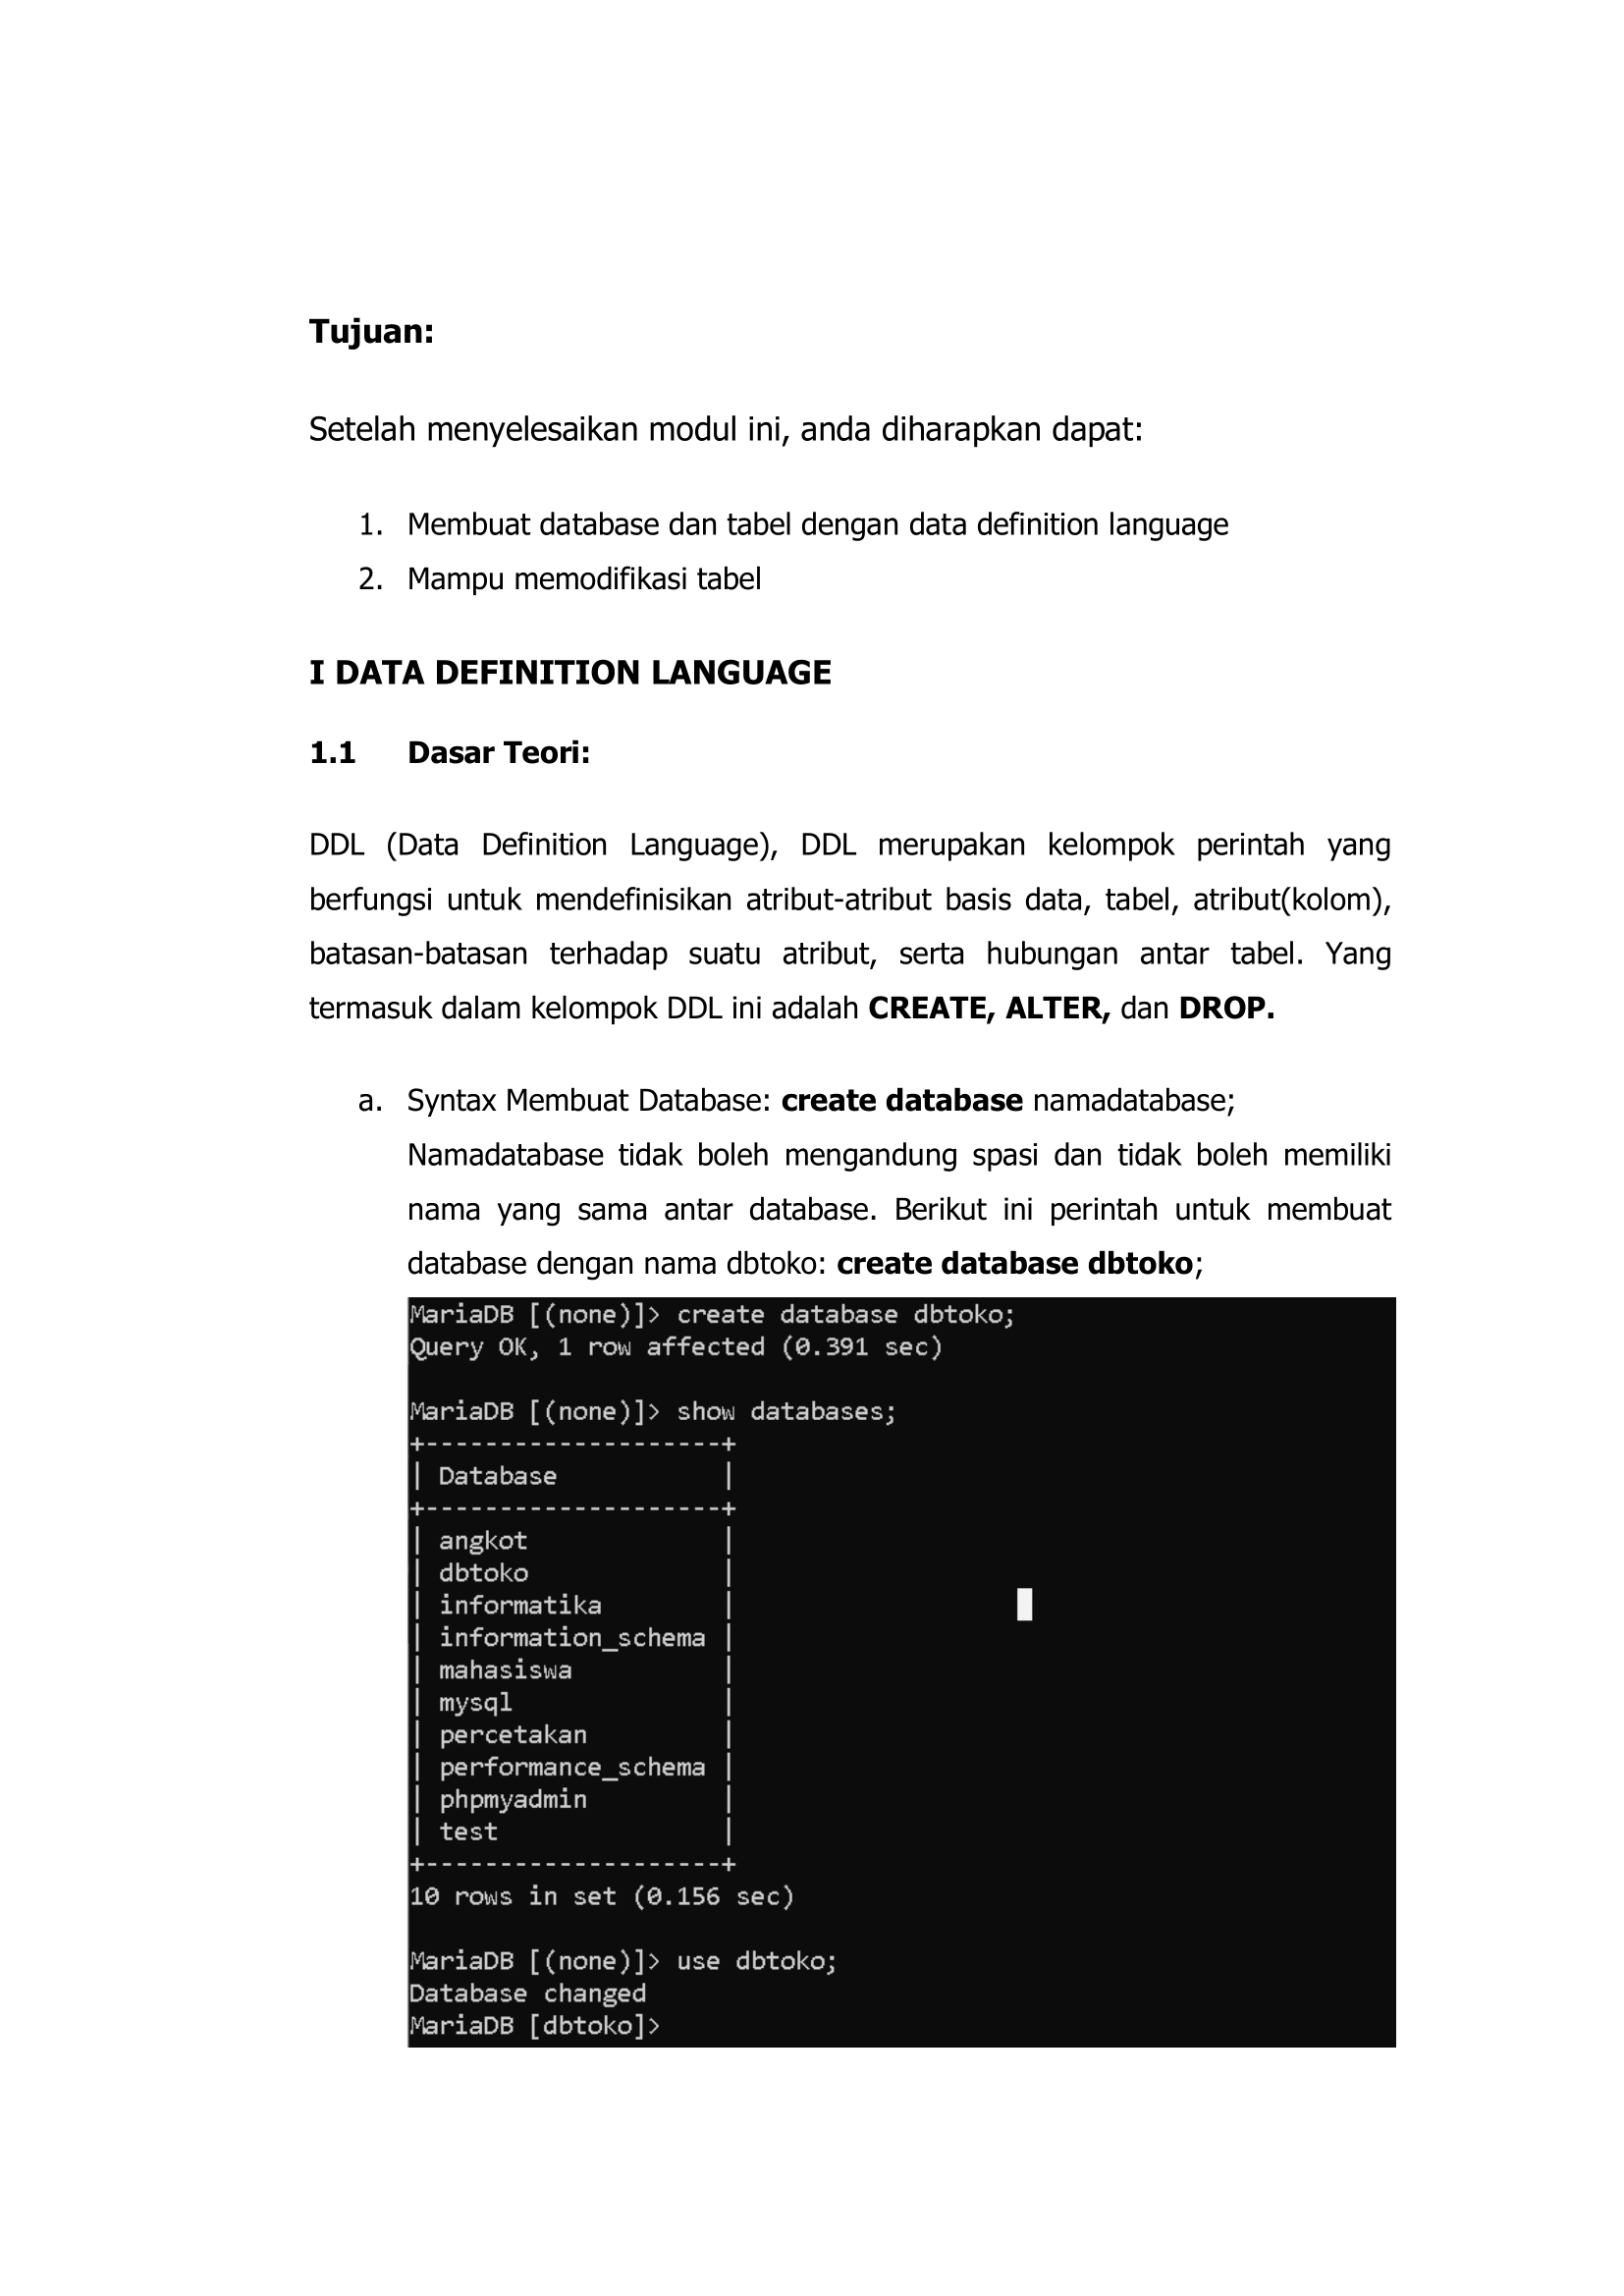 Tujuan:
Setelah menyelesaikan modul ini, anda diharapkan dapat:
1. Membuat database dan tabel dengan data definition language
2. Mampu memodifikasi tabel
I DATA DEFINITION LANGUAGE
1.1 Dasar Teori:
DDL (Data Definition Language), DDL merupakan kelompok perintah yang
berfungsi untuk mendefinisikan atribut-atribut basis data, tabel, atribut(kolom),
batasan-batasan terhadap suatu atribut, serta hubungan antar tabel. Yang
termasuk dalam kelompok DDL ini adalah CREATE, ALTER, dan DROP.
a. Syntax Membuat Database: create database namadatabase;
Namadatabase tidak boleh mengandung spasi dan tidak boleh memiliki
nama yang sama antar database. Berikut ini perintah untuk membuat
database dengan nama dbtoko: create database dbtoko;
MariaDB [(none)]> create database dbtoko;
Query OK, 1 row affected (0.391 sec)
MariaDB [(none)]> show databases;
+--------------------+
| Database           |
+--------------------+
| angkot             |
| dbtoko             |
| informatika        |
| information_schema |
| mahasiswa          |
| mysql              |
| percetakan         |
| performance_schema |
| phpmyadmin         |
| test               |
+--------------------+
10 rows in set (0.156 sec)
MariaDB [(none)]> use dbtoko;
Database changed
MariaDB [dbtoko]>